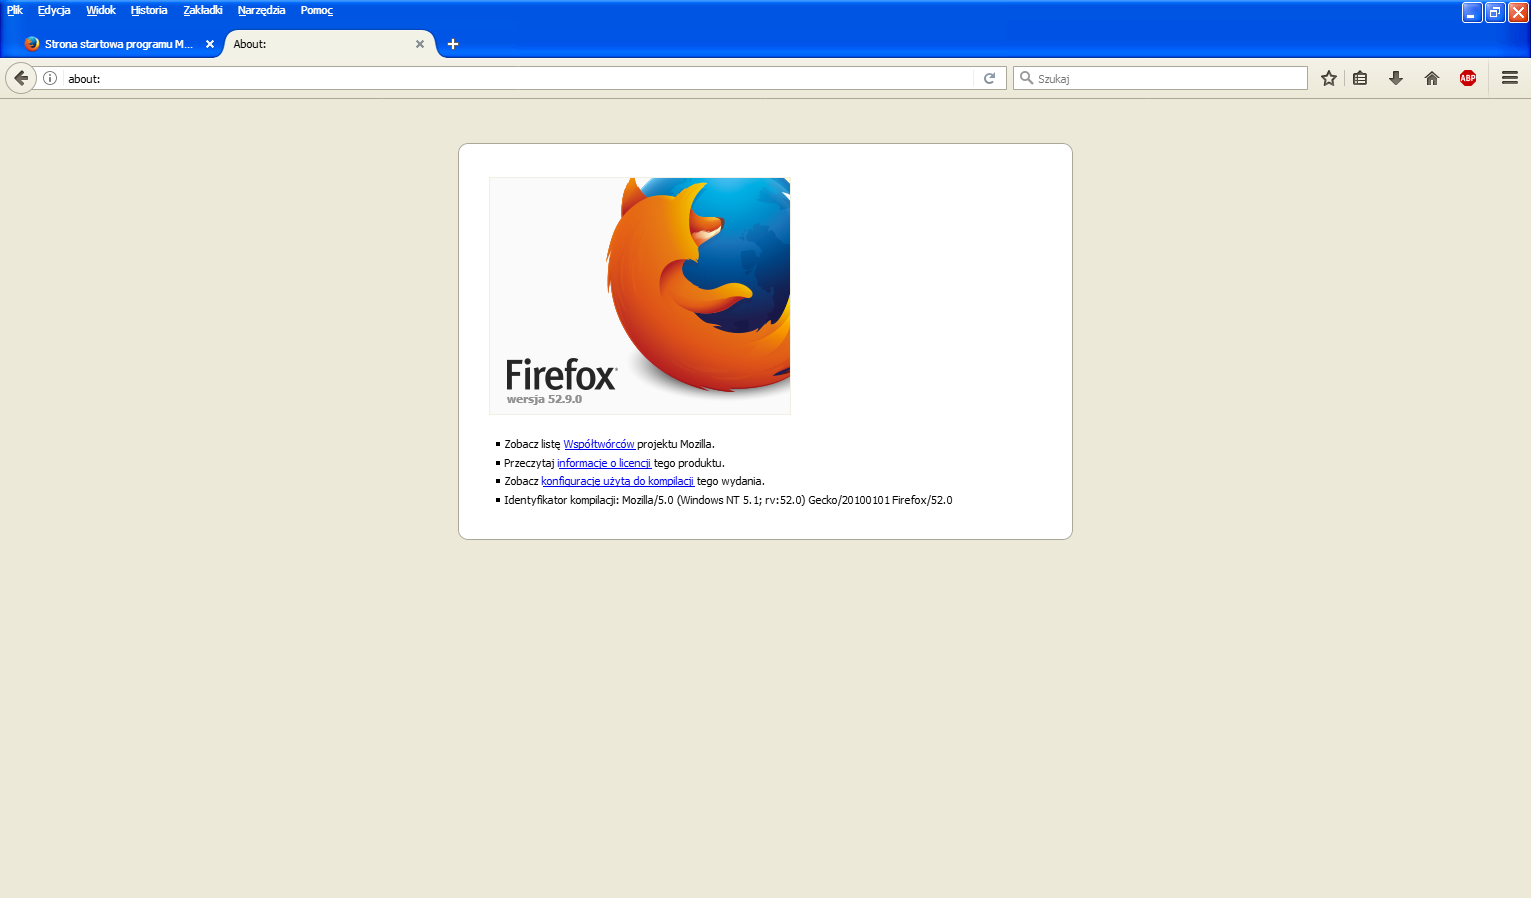 Plik Edycja Widok Historia Zakładki Narzędzia Pomoc
Strona startowa programu M... About:
about: Szukaj ABP
Firefox
wersja 52.9.0
Zobacz listę Współtwórców projektu Mozilla.
Przeczytaj informacje o licencji tego produktu.
Zobacz konfigurację użytą do kompilacji tego wydania.
Identyfikator kompilacji: Mozilla/5.0 (Windows NT 5.1; rv:52.0) Gecko/20100101 Firefox/52.0